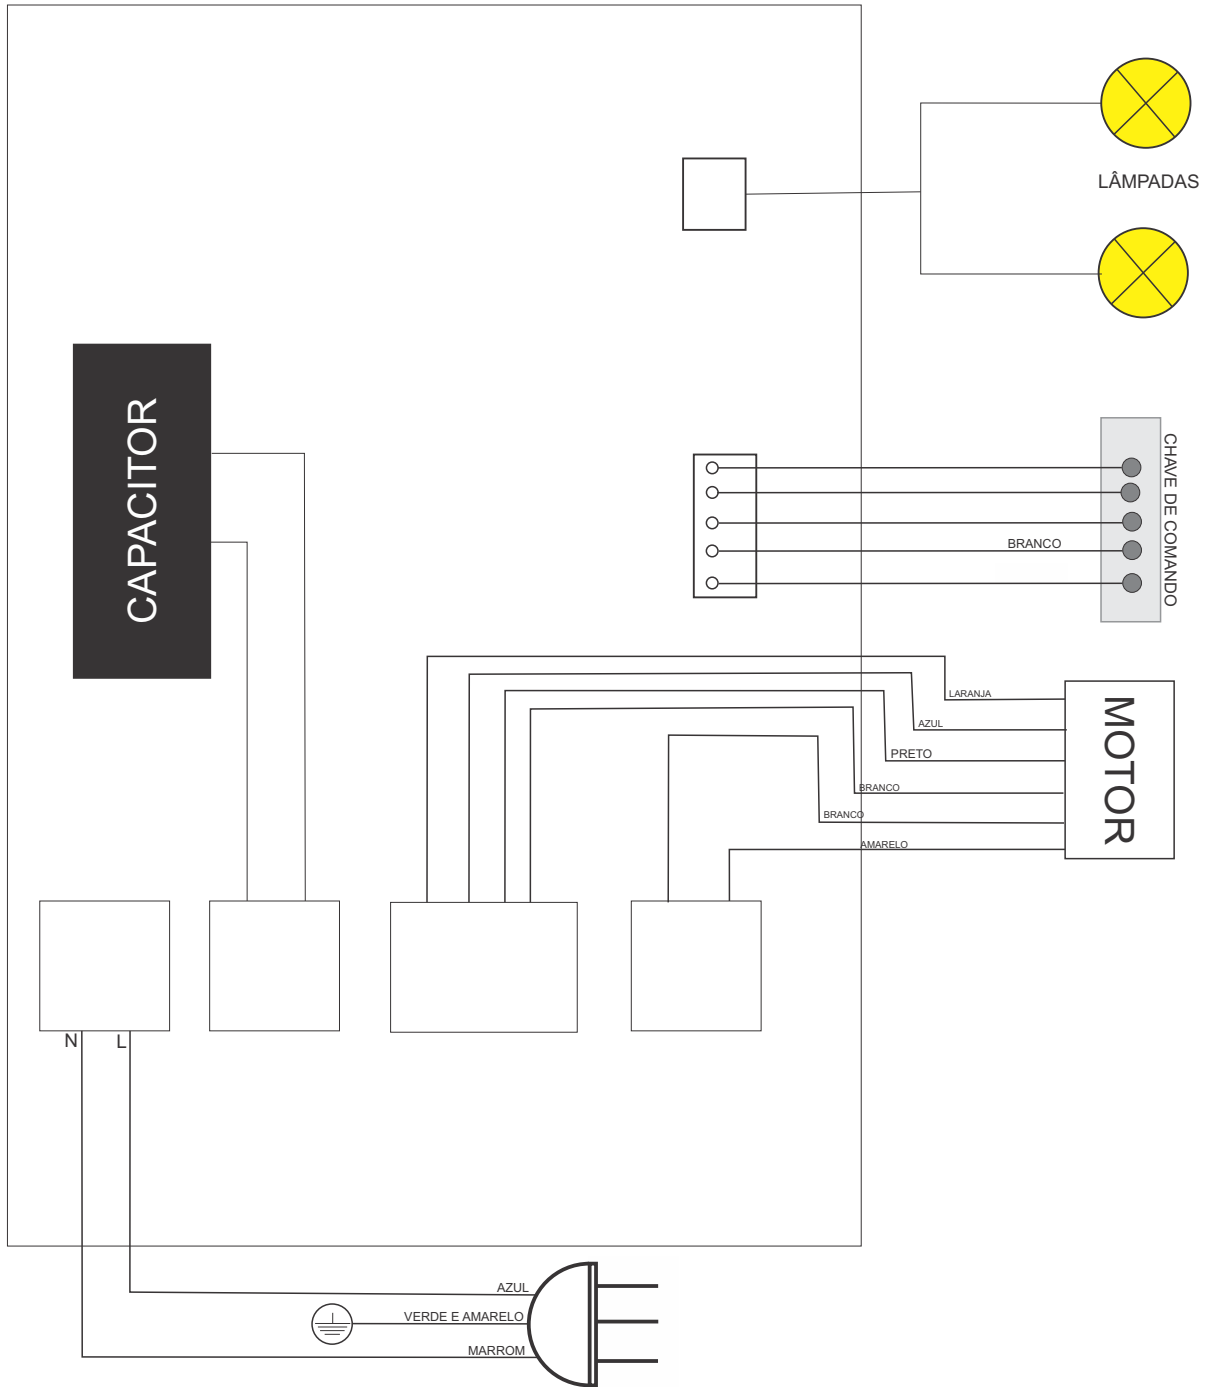 LÂMPADAS
CAPACITOR
CHAVE DE COMANDO
BRANCO
LARANJA
AZUL
PRETO
BRANCO
BRANCO
AMARELO
MOTOR
N
L
AZUL
VERDE E AMARELO
MARROM